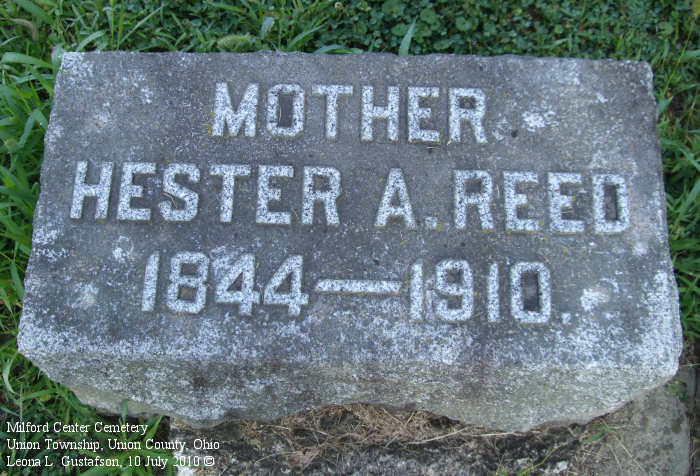 MOTHER
HESTER A. REED
1844—1910.
Milford Center Cemetery
Union Township, Union County, Ohio
Leona L. Gustafson, 10 July 2010 ©